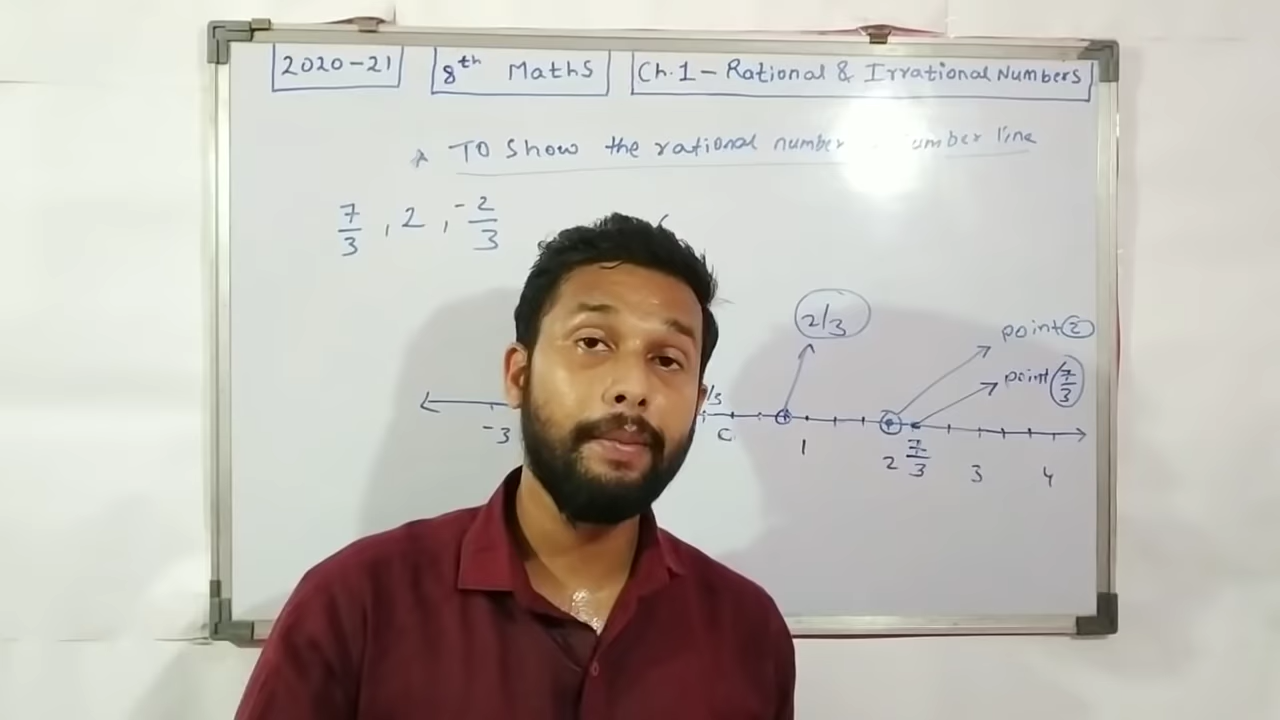 2020-21 8th Maths Ch.1 - Rational & Irrational Numbers
* To Show the rational number umber line
7/3 , 2 , -2/3
2/3
point 2
point 7/3
/3
-3 1 2 7/3 3 4